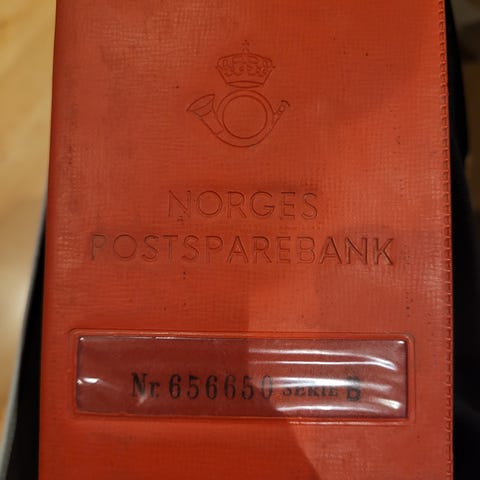 NORGES
POSTSPAREBANK
Nr. 656650 SERIE B